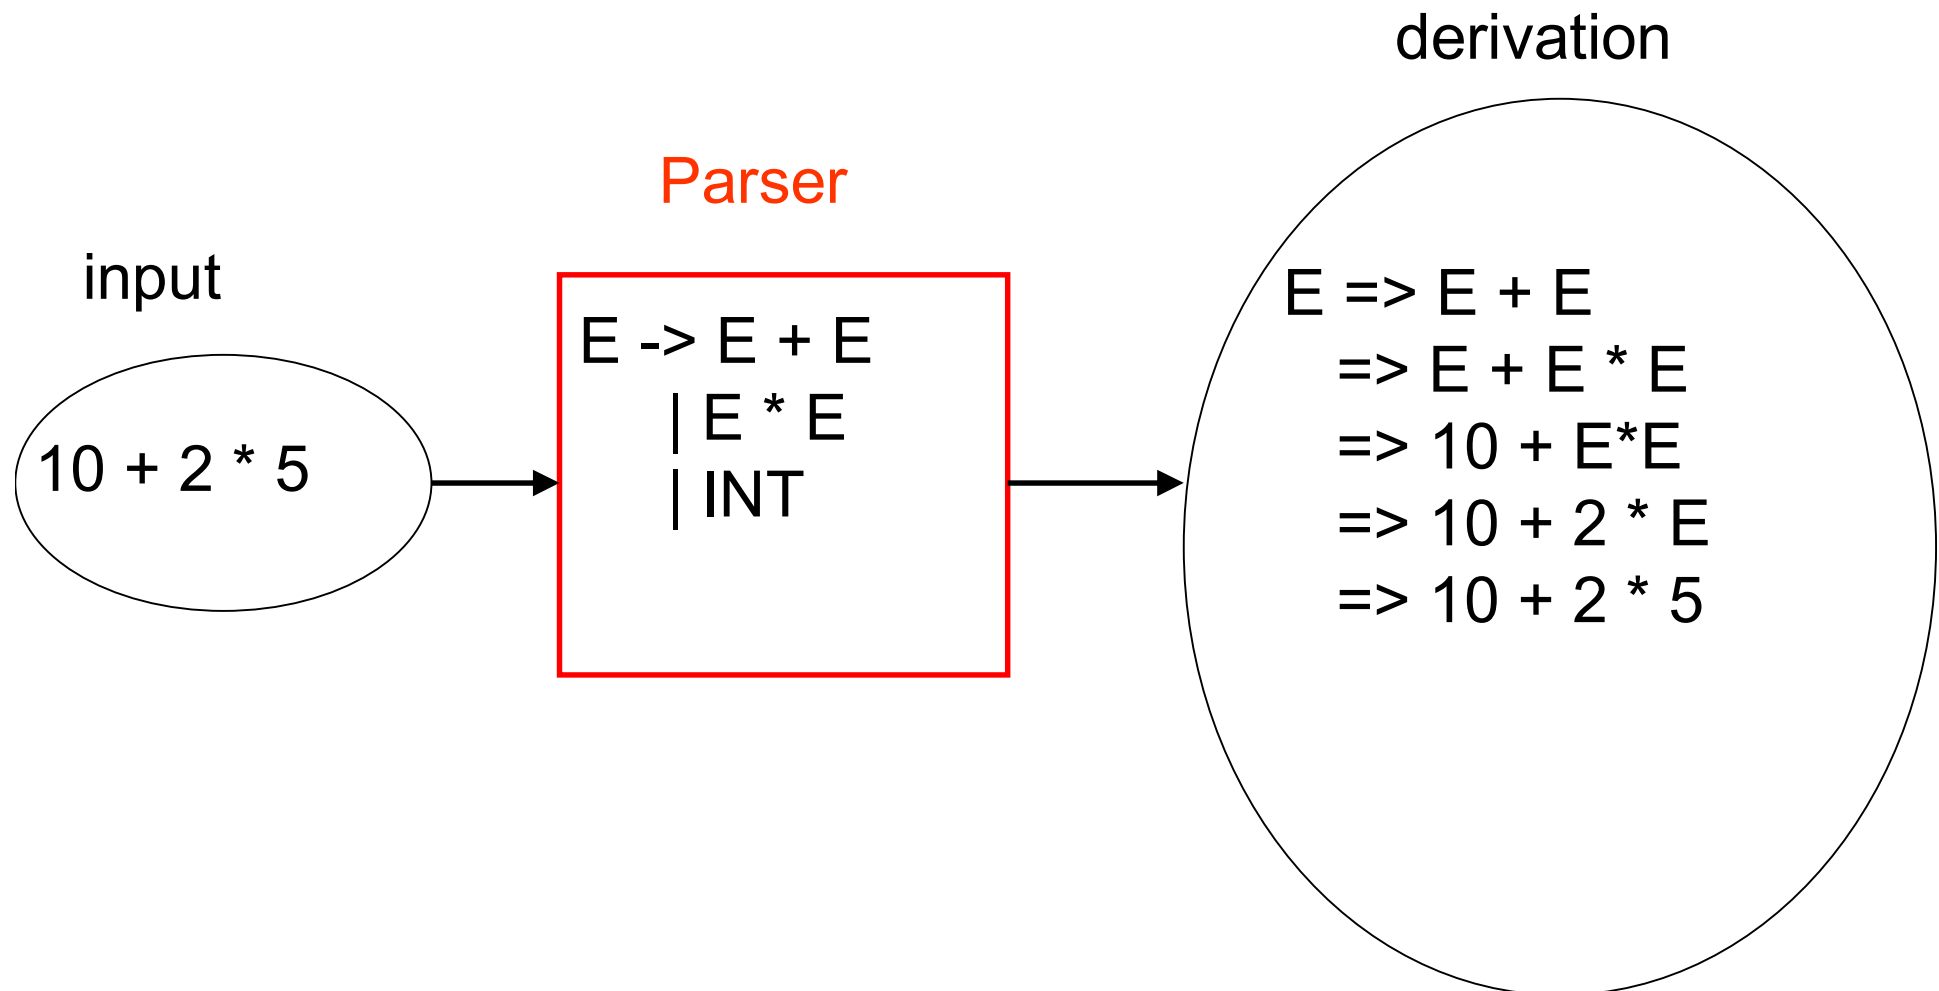 input
10 + 2 * 5
Parser
E -> E + E
| E * E
| INT
derivation
E => E + E
=> E + E * E
=> 10 + E*E
=> 10 + 2 * E
=> 10 + 2 * 5